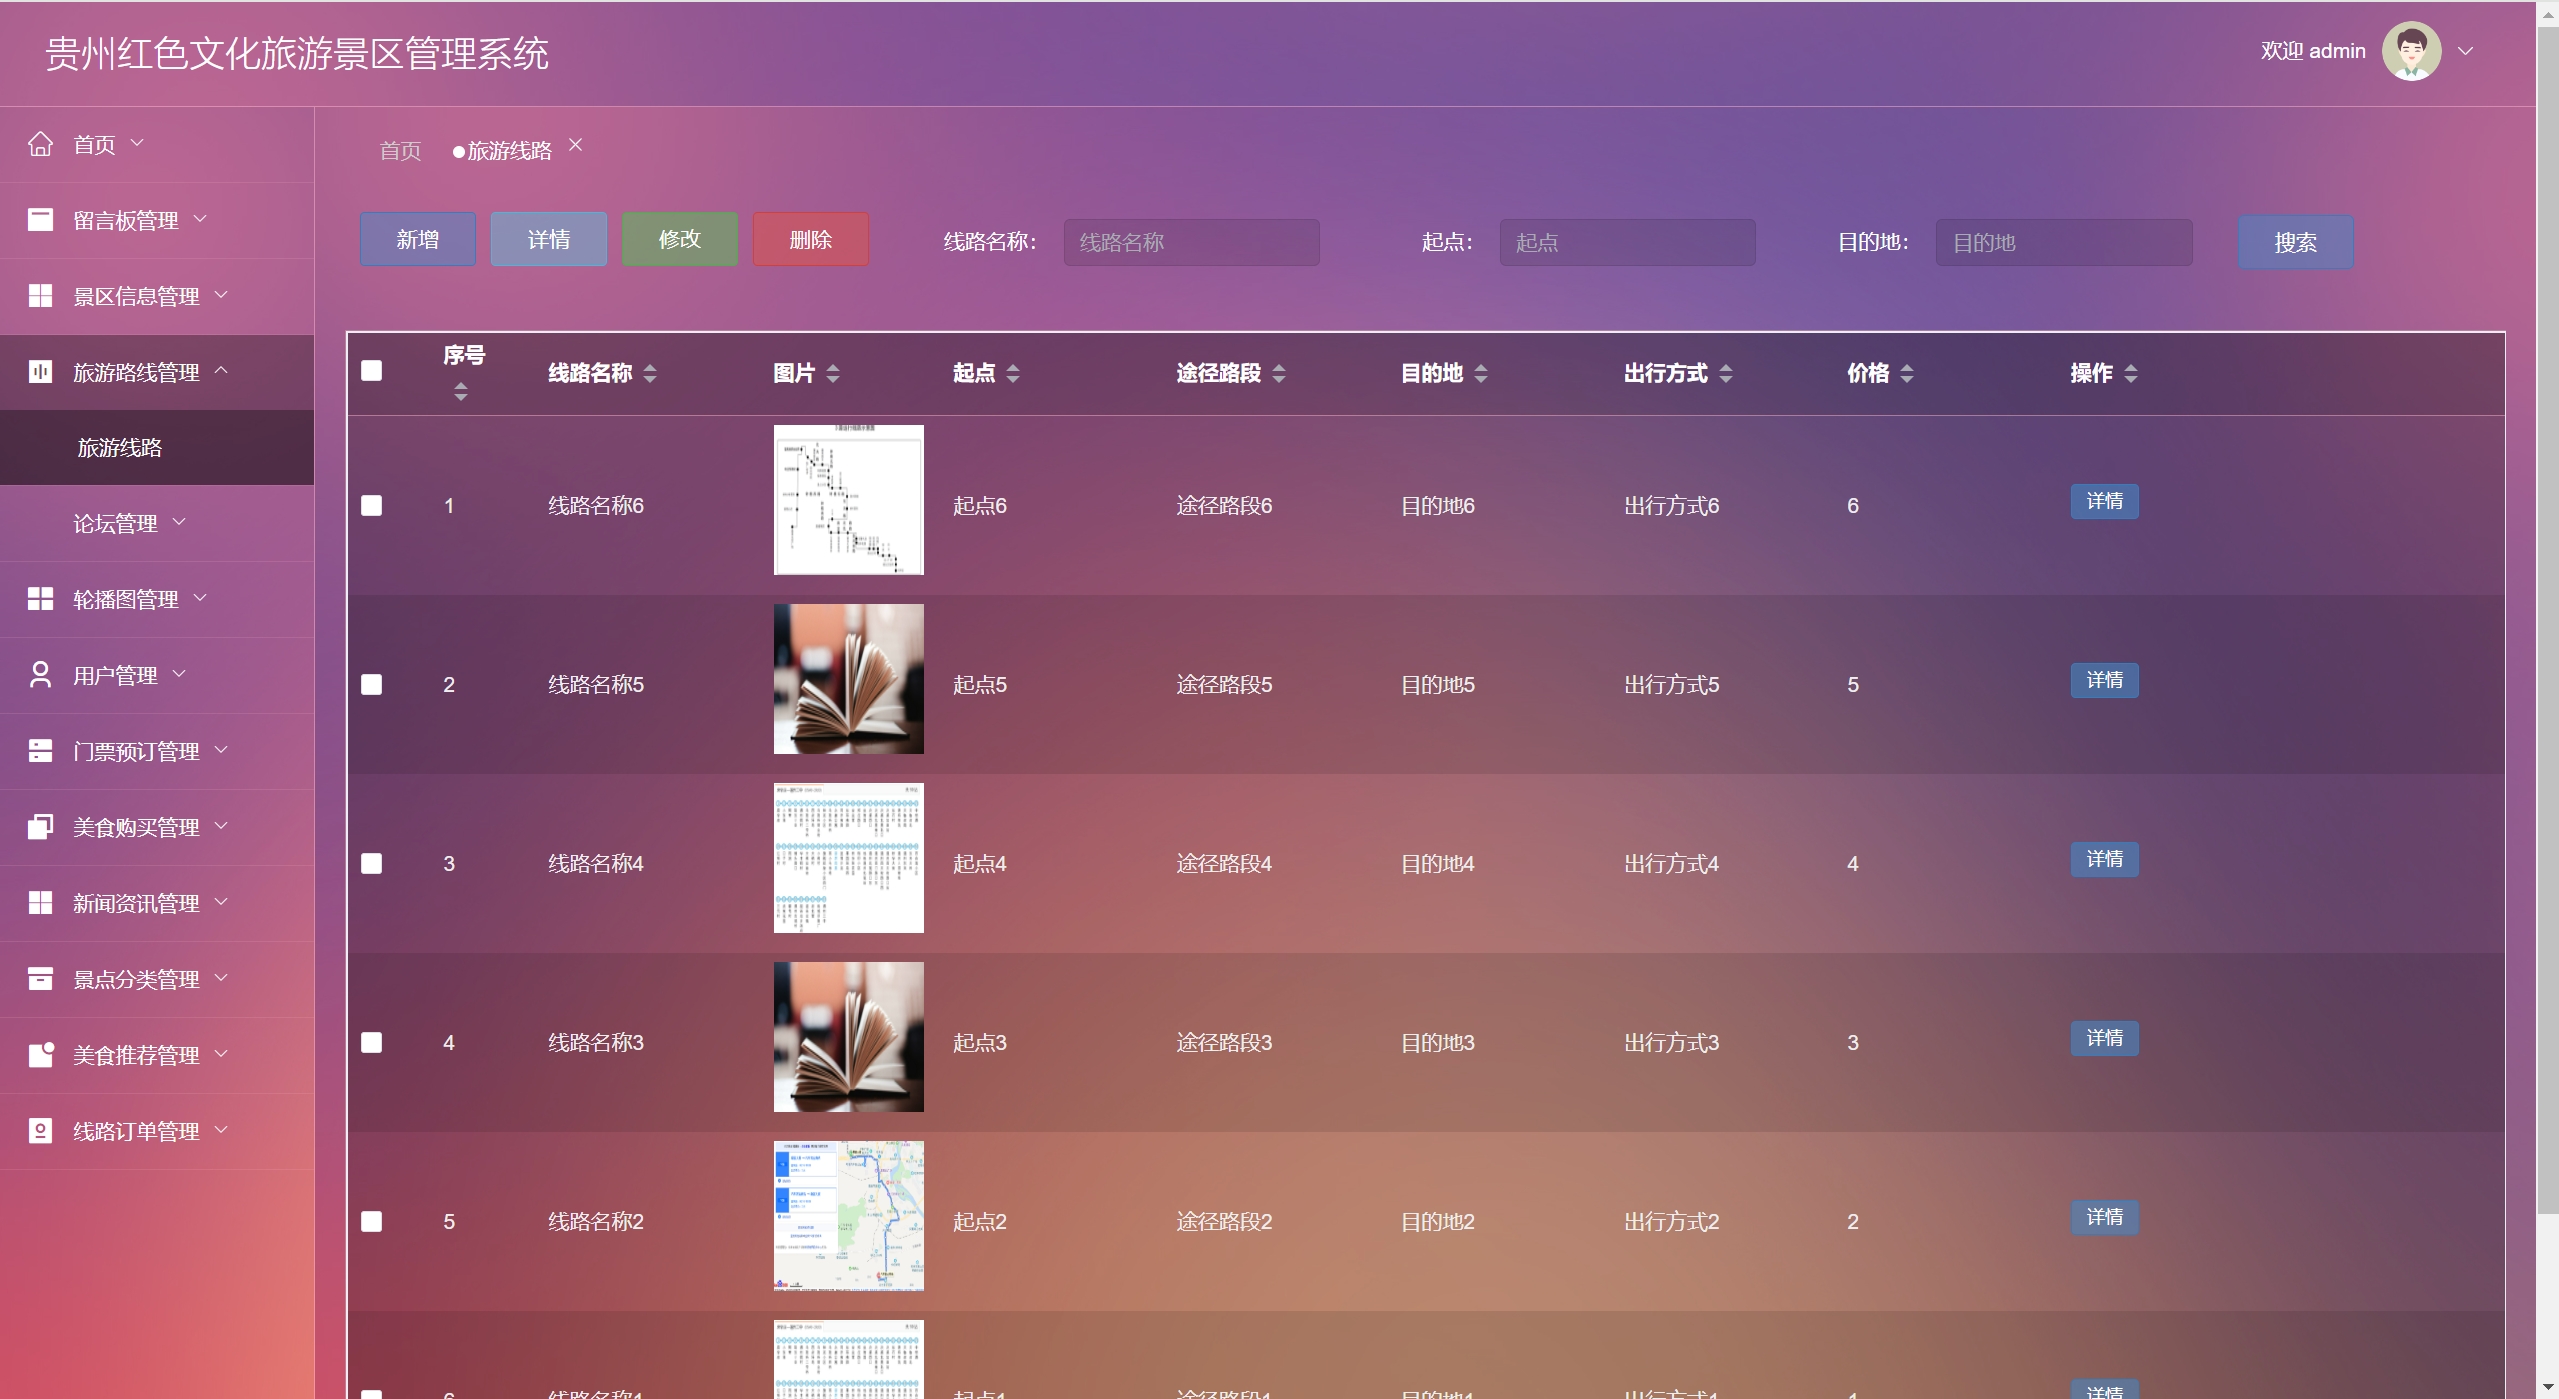 贵州红色文化旅游景区管理系统
欢迎 admin
首页
留言板管理
景区信息管理
旅游路线管理
旅游线路
论坛管理
轮播图管理
用户管理
门票预订管理
美食购买管理
新闻资讯管理
景点分类管理
美食推荐管理
线路订单管理
首页 旅游线路
新增 详情 修改 删除 线路名称： 线路名称 起点： 起点 目的地： 目的地 搜索
序号 线路名称 图片 起点 途径路段 目的地 出行方式 价格 操作
1 线路名称6 起点6 途径路段6 目的地6 出行方式6 6 详情
2 线路名称5 起点5 途径路段5 目的地5 出行方式5 5 详情
3 线路名称4 起点4 途径路段4 目的地4 出行方式4 4 详情
4 线路名称3 起点3 途径路段3 目的地3 出行方式3 3 详情
5 线路名称2 起点2 途径路段2 目的地2 出行方式2 2 详情
6 线路名称1 起点1 途径路段1 目的地1 出行方式1 1 详情